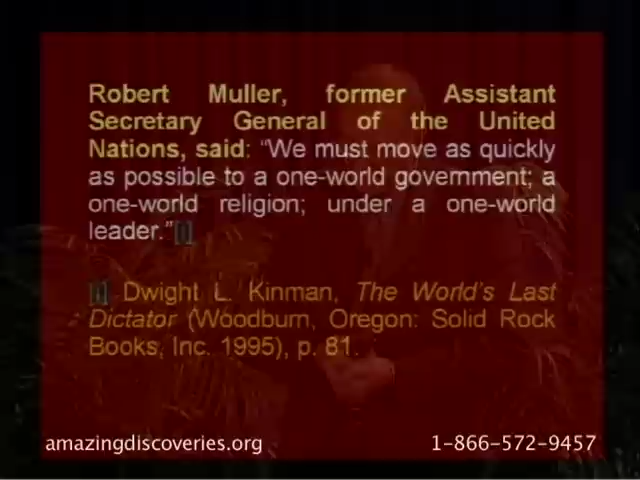 Robert Muller, former Assistant
Secretary General of the United
Nations, said: “We must move as quickly
as possible to a one-world government; a
one-world religion; under a one-world
leader.”[i]
[i] Dwight L. Kinman, The World's Last
Dictator (Woodburn, Oregon: Solid Rock
Books, Inc. 1995), p. 81.
amazingdiscoveries.org
1-866-572-9457